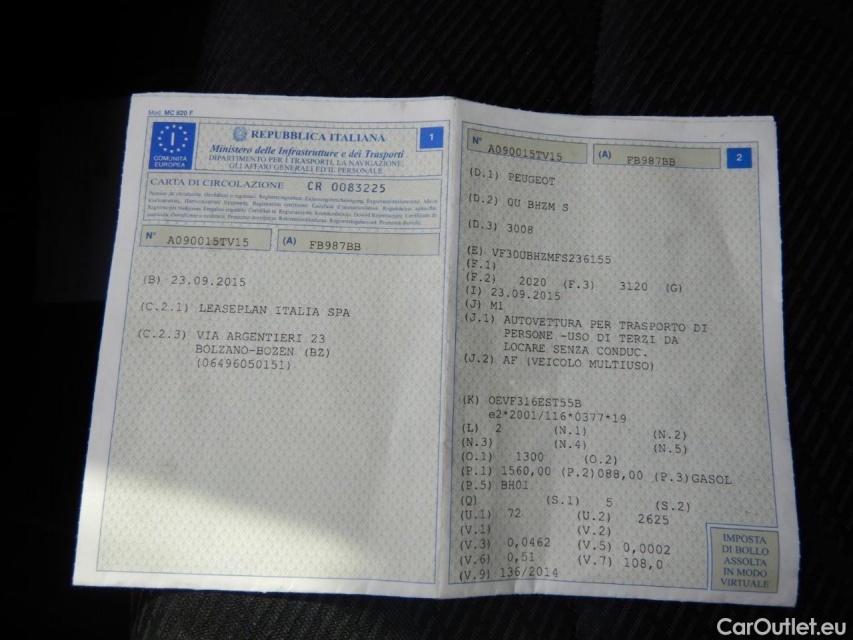 Mod. MC 820 F
I
COMUNITÀ
EUROPEA
REPUBBLICA ITALIANA
1
Ministero delle Infrastrutture e dei Trasporti
DIPARTIMENTO PER I TRASPORTI, LA NAVIGAZIONE,
GLI AFFARI GENERALI ED IL PERSONALE
CARTA DI CIRCOLAZIONE CR 0083225
N° A090015TV15 (A) FB987BB
(B) 23.09.2015
(C.2.1) LEASEPLAN ITALIA SPA
(C.2.3) VIA ARGENTIERI 23
BOLZANO-BOZEN (BZ)
(06496050151)
N° A090015TV15 (A) FB987BB 2
(D.1) PEUGEOT
(D.2) 0U BHZM S
(D.3) 3008
(E) VF30UBHZMFS236155
(F.1)
(F.2) 2020 (F.3) 3120 (G)
(I) 23.09.2015
(J) M1
(J.1) AUTOVETTURA PER TRASPORTO DI
PERSONE -USO DI TERZI DA
LOCARE SENZA CONDUC.
(J.2) AF (VEICOLO MULTIUSO)
(K) OEVF316EST55B
e2*2001/116*0377*19
(L) 2 (N.1) (N.2)
(N.3) (N.4) (N.5)
(O.1) 1300 (O.2)
(P.1) 1560,00 (P.2)088,00 (P.3)GASOL
(P.5) BH01
(Q) (S.1) 5 (S.2)
(U.1) 72 (U.2) 2625
(V.1) (V.2)
(V.3) 0,0462 (V.5) 0,0002
(V.6) 0,51 (V.7) 108,0
(V.9) 136/2014
IMPOSTA
DI BOLLO
ASSOLTA
IN MODO
VIRTUALE
CarOutlet.eu